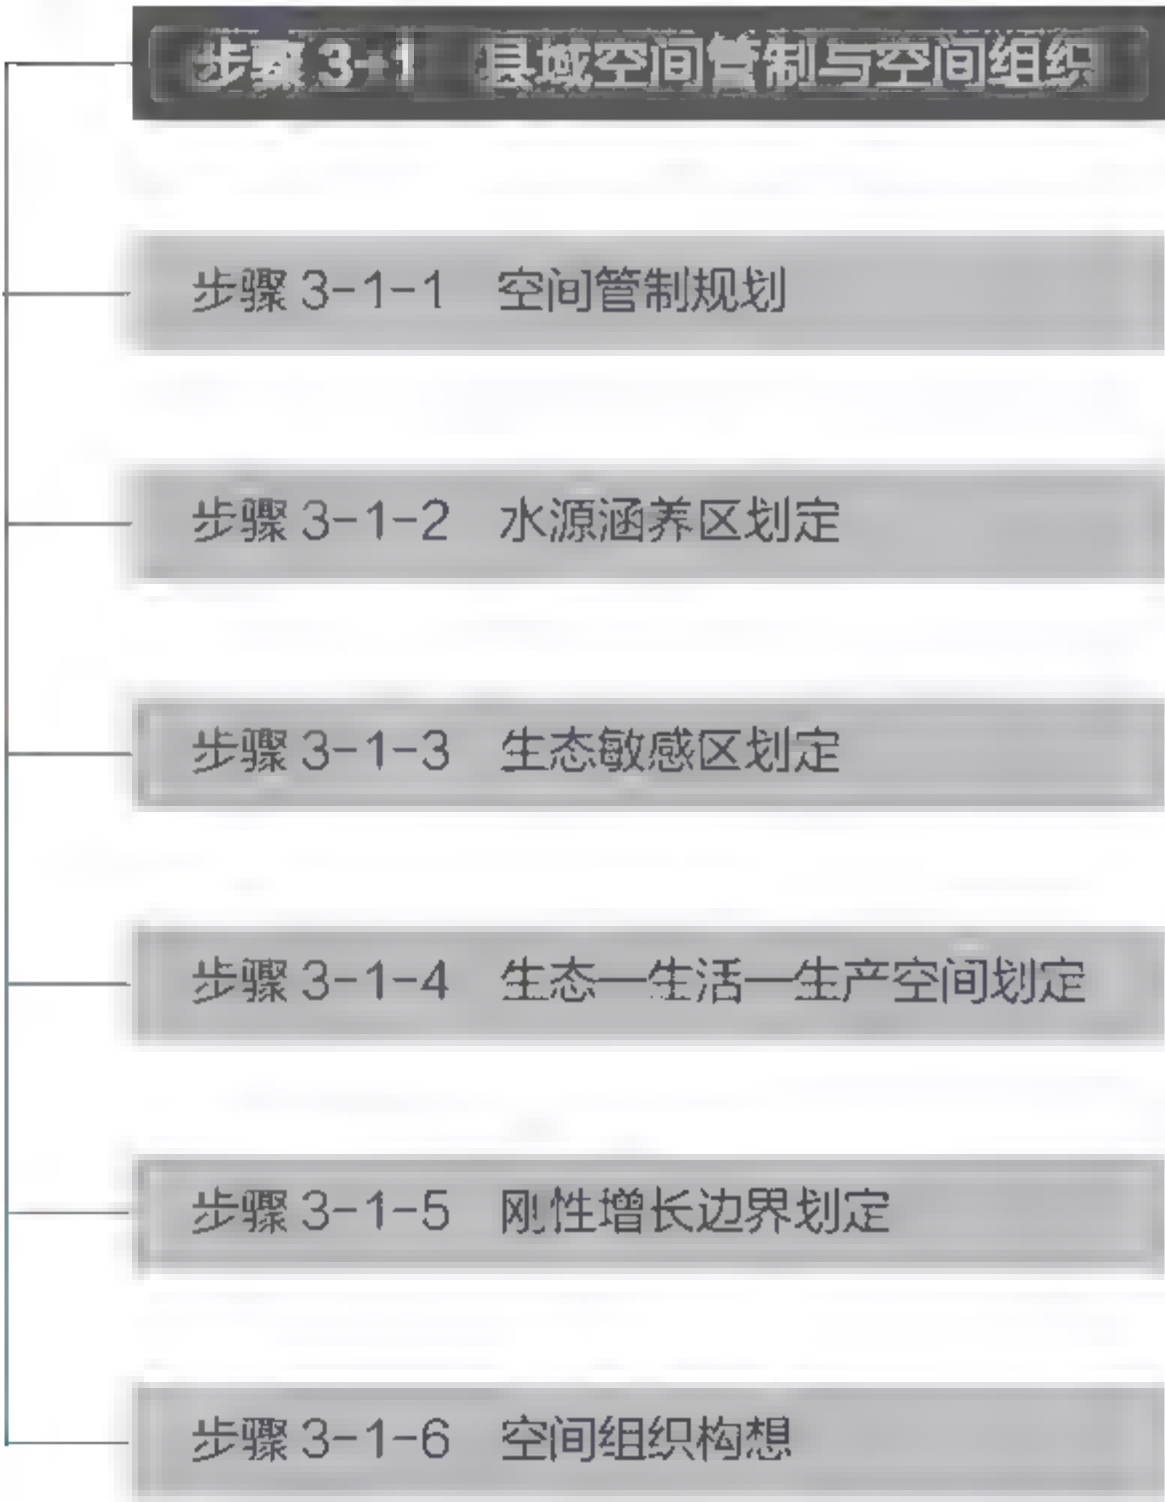 步骤 3-1 县域空间管制与空间组织
步骤 3-1-1 空间管制规划
步骤 3-1-2 水源涵养区划定
步骤 3-1-3 生态敏感区划定
步骤 3-1-4 生态—生活—生产空间划定
步骤 3-1-5 刚性增长边界划定
步骤 3-1-6 空间组织构想